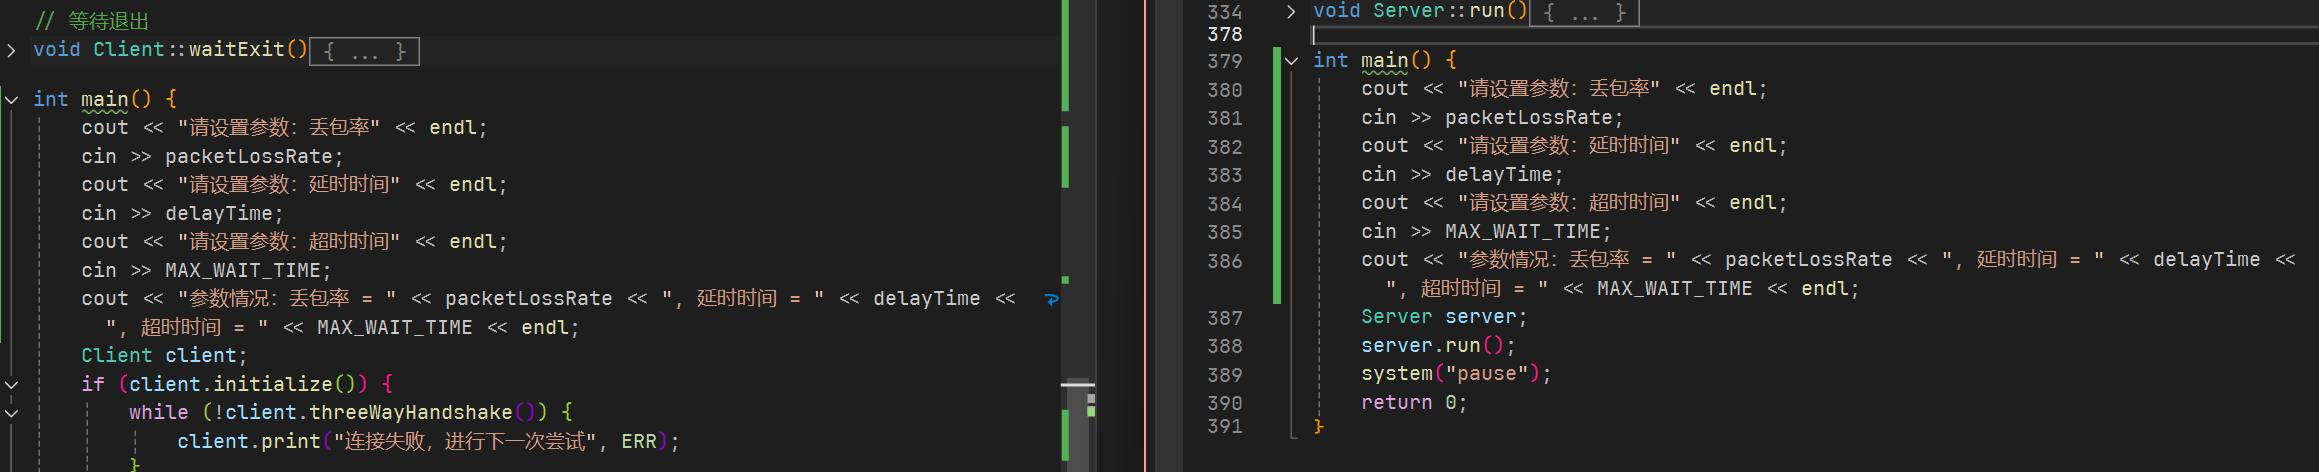 // 等待退出
void Client::waitExit() { ... }
int main() {
cout << "请设置参数：丢包率" << endl;
cin >> packetLossRate;
cout << "请设置参数：延时时间" << endl;
cin >> delayTime;
cout << "请设置参数：超时时间" << endl;
cin >> MAX_WAIT_TIME;
cout << "参数情况：丢包率 = " << packetLossRate << ", 延时时间 = " << delayTime <<
", 超时时间 = " << MAX_WAIT_TIME << endl;
Client client;
if (client.initialize()) {
while (!client.threeWayHandshake()) {
client.print("连接失败，进行下一次尝试", ERR);
}
334 void Server::run() { ... }
378
379 int main() {
380 cout << "请设置参数：丢包率" << endl;
381 cin >> packetLossRate;
382 cout << "请设置参数：延时时间" << endl;
383 cin >> delayTime;
384 cout << "请设置参数：超时时间" << endl;
385 cin >> MAX_WAIT_TIME;
386 cout << "参数情况：丢包率 = " << packetLossRate << ", 延时时间 = " << delayTime <<
", 超时时间 = " << MAX_WAIT_TIME << endl;
387 Server server;
388 server.run();
389 system("pause");
390 return 0;
391 }